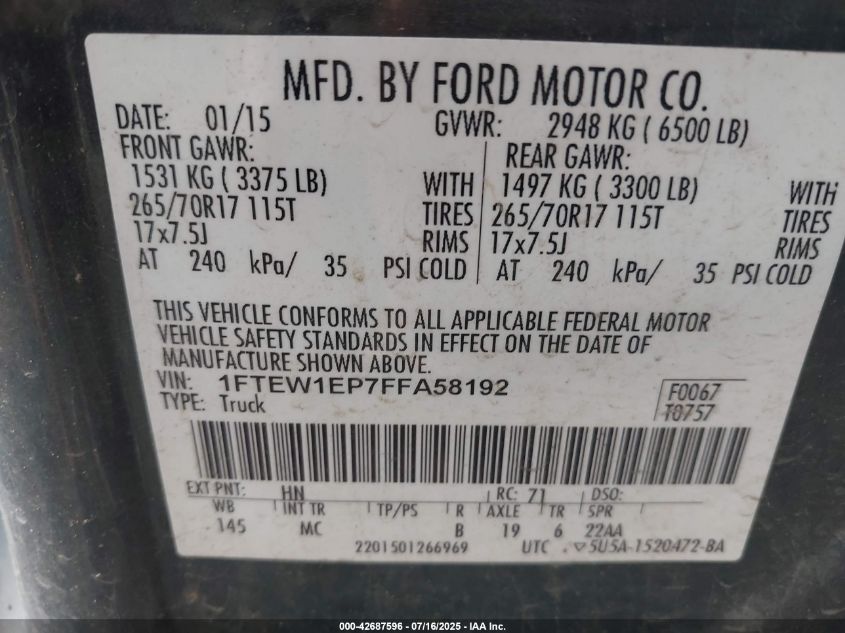 MFD. BY FORD MOTOR CO.
DATE: 01/15 GVWR: 2948 KG ( 6500 LB)
FRONT GAWR: REAR GAWR:
1531 KG ( 3375 LB) WITH 1497 KG ( 3300 LB) WITH
265/70R17 115T TIRES 265/70R17 115T TIRES
17x7.5J RIMS 17x7.5J RIMS
AT 240 kPa/ 35 PSI COLD AT 240 kPa/ 35 PSI COLD
THIS VEHICLE CONFORMS TO ALL APPLICABLE FEDERAL MOTOR
VEHICLE SAFETY STANDARDS IN EFFECT ON THE DATE OF
MANUFACTURE SHOWN ABOVE.
VIN: 1FTEW1EP7FFA58192 F0067
TYPE: Truck T0757
EXT PNT: HN RC: 71 DSO:
WB INT TR TP/PS R AXLE TR SPR
145 MC B 19 6 22AA
2201501266969 UTC ▽5U5A-1520472-BA
000-42687596 - 07/16/2025 - IAA Inc.